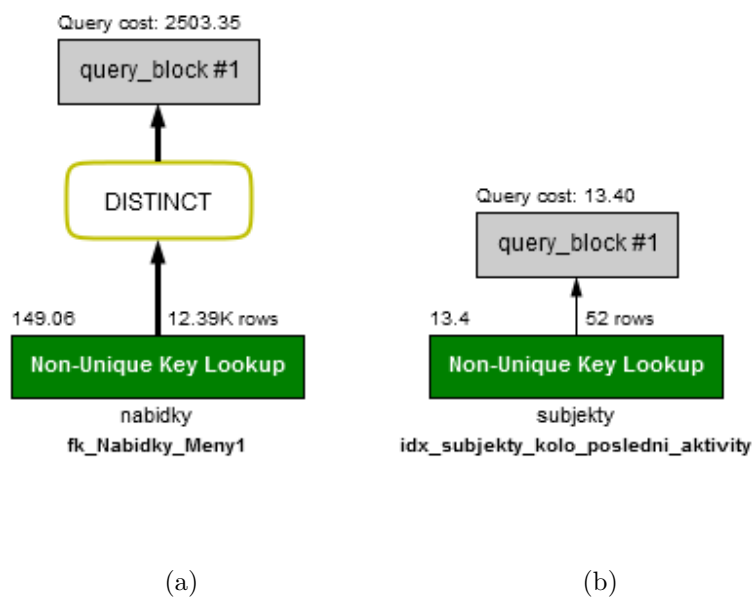 Query cost: 2503.35
query_block #1
DISTINCT
149.06
12.39K rows
Non-Unique Key Lookup
nabidky
fk_Nabidky_Meny1
(a)
Query cost: 13.40
query_block #1
13.4
52 rows
Non-Unique Key Lookup
subjekty
idx_subjekty_kolo_posledni_aktivity
(b)